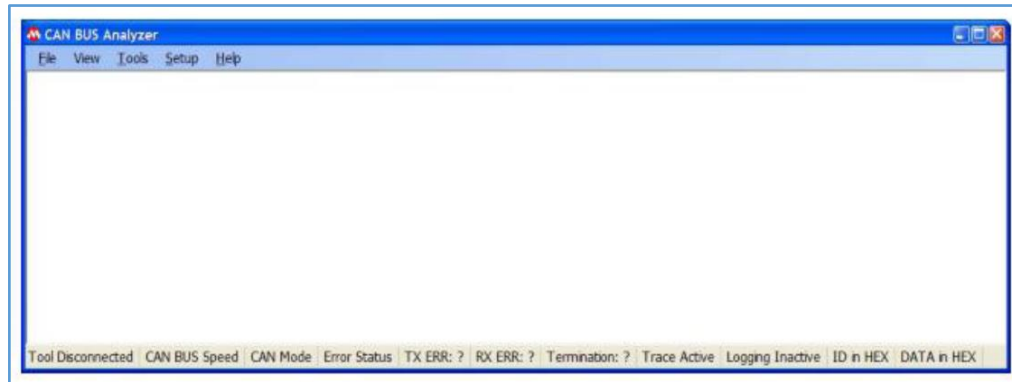 CAN BUS Analyzer
File View Tools Setup Help
Tool Disconnected CAN BUS Speed CAN Mode Error Status TX ERR: ? RX ERR: ? Termination: ? Trace Active Logging Inactive ID in HEX DATA in HEX